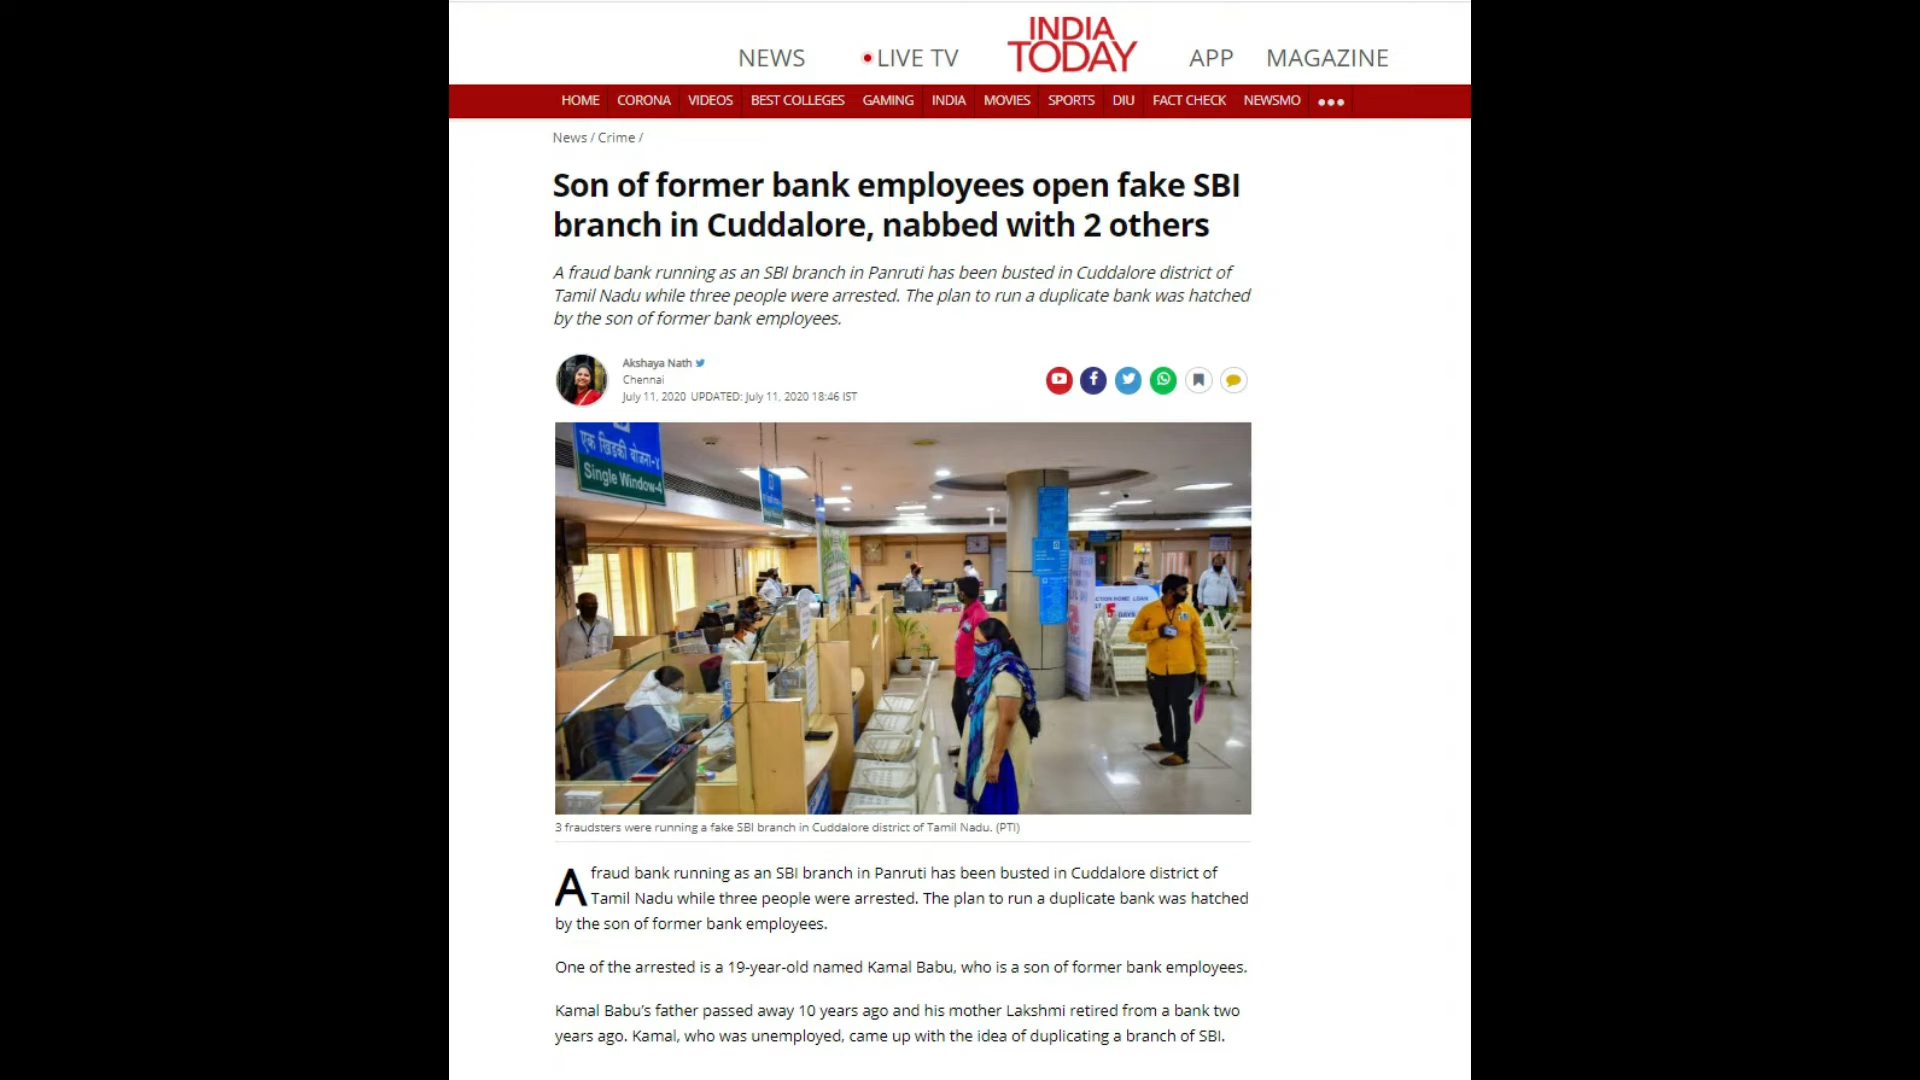 NEWS
LIVE TV
INDIA
TODAY
APP
MAGAZINE
HOME CORONA VIDEOS BEST COLLEGES GAMING INDIA MOVIES SPORTS DIU FACT CHECK NEWSMO
News / Crime /
Son of former bank employees open fake SBI
branch in Cuddalore, nabbed with 2 others
A fraud bank running as an SBI branch in Panruti has been busted in Cuddalore district of
Tamil Nadu while three people were arrested. The plan to run a duplicate bank was hatched
by the son of former bank employees.
Akshaya Nath
Chennai
July 11, 2020 UPDATED: July 11, 2020 18:46 IST
एक खिड़की योजना-४
Single Window-4
3 fraudsters were running a fake SBI branch in Cuddalore district of Tamil Nadu. (PTI)
A fraud bank running as an SBI branch in Panruti has been busted in Cuddalore district of
Tamil Nadu while three people were arrested. The plan to run a duplicate bank was hatched
by the son of former bank employees.
One of the arrested is a 19-year-old named Kamal Babu, who is a son of former bank employees.
Kamal Babu's father passed away 10 years ago and his mother Lakshmi retired from a bank two
years ago. Kamal, who was unemployed, came up with the idea of duplicating a branch of SBI.